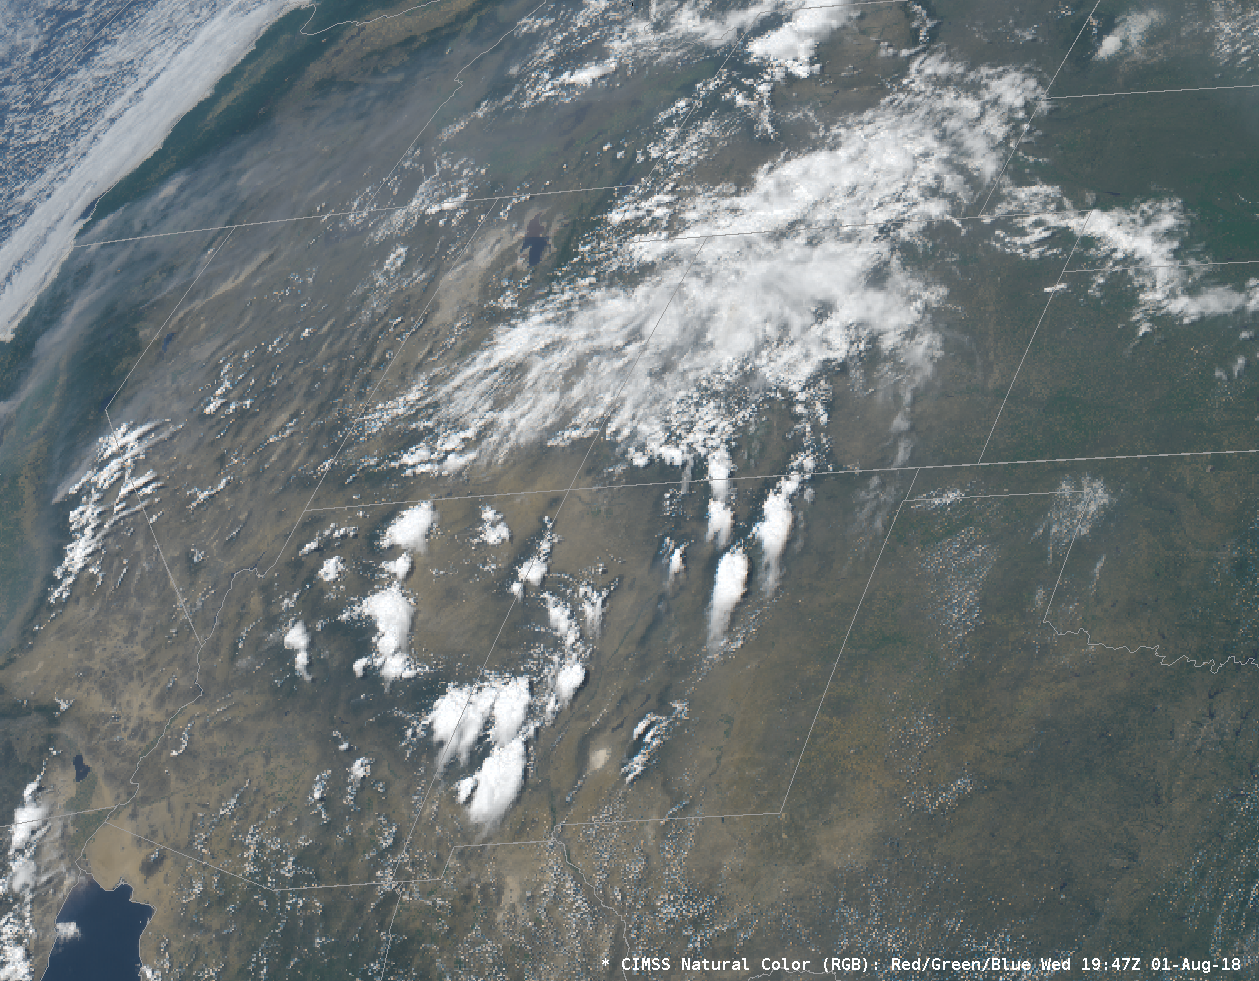 * CIMSS Natural Color (RGB): Red/Green/Blue Wed 19:47Z 01-Aug-18